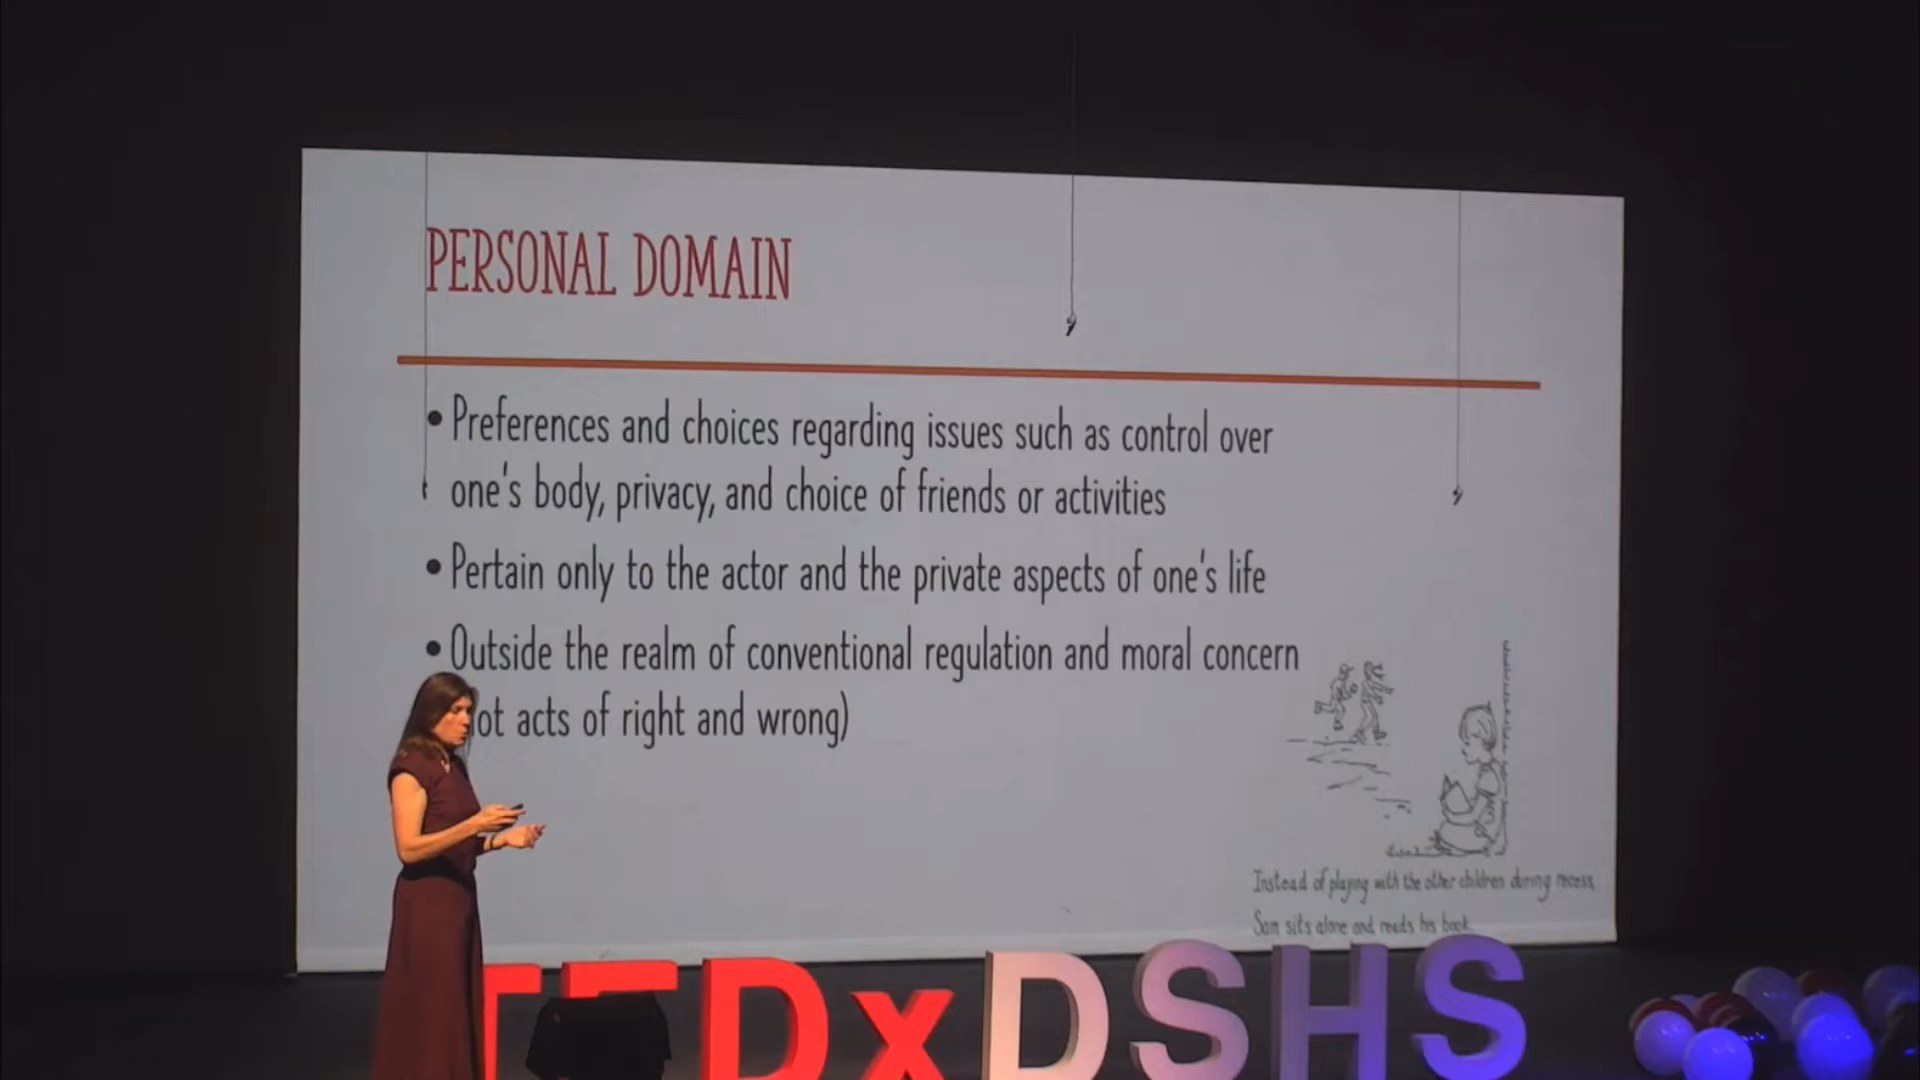 PERSONAL DOMAIN
• Preferences and choices regarding issues such as control over
one's body, privacy, and choice of friends or activities
• Pertain only to the actor and the private aspects of one's life
• Outside the realm of conventional regulation and moral concern
ot acts of right and wrong)
Instead of playing with the other children during recess,
Sam sits alone and reads his book.
TEDxDSHS